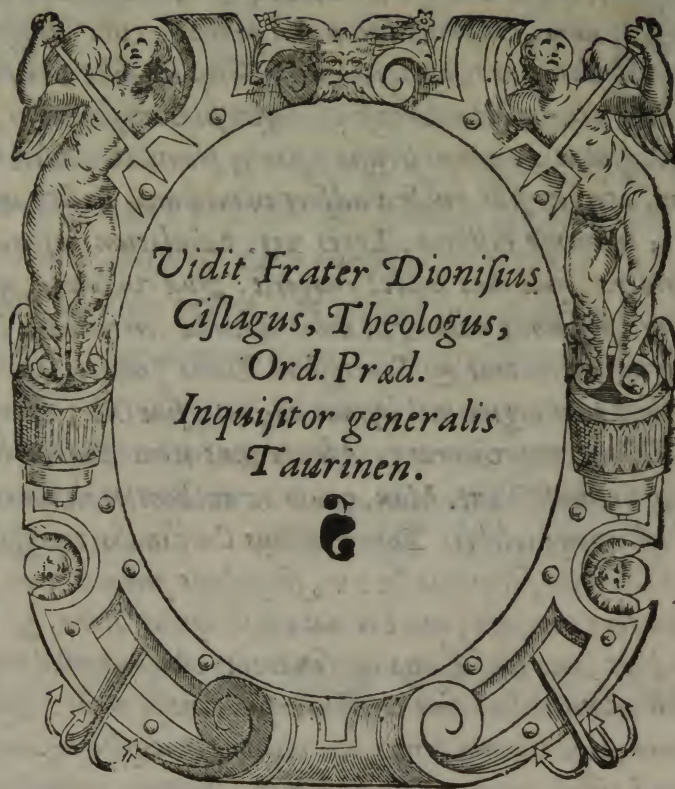 Vidit Frater Dioniſius
Ciſlagus, Theologus,
Ord. Præd.
Inquiſitor generalis
Taurinen.